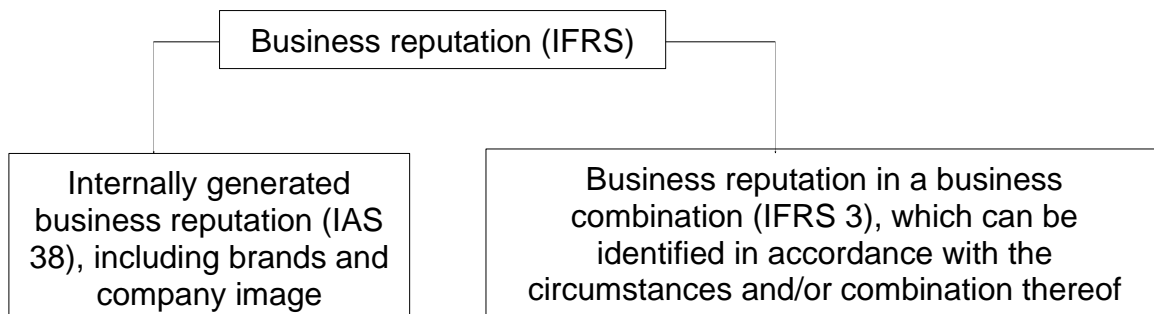 Business reputation (IFRS)
Internally generated
business reputation (IAS
38), including brands and
company image
Business reputation in a business
combination (IFRS 3), which can be
identified in accordance with the
circumstances and/or combination thereof